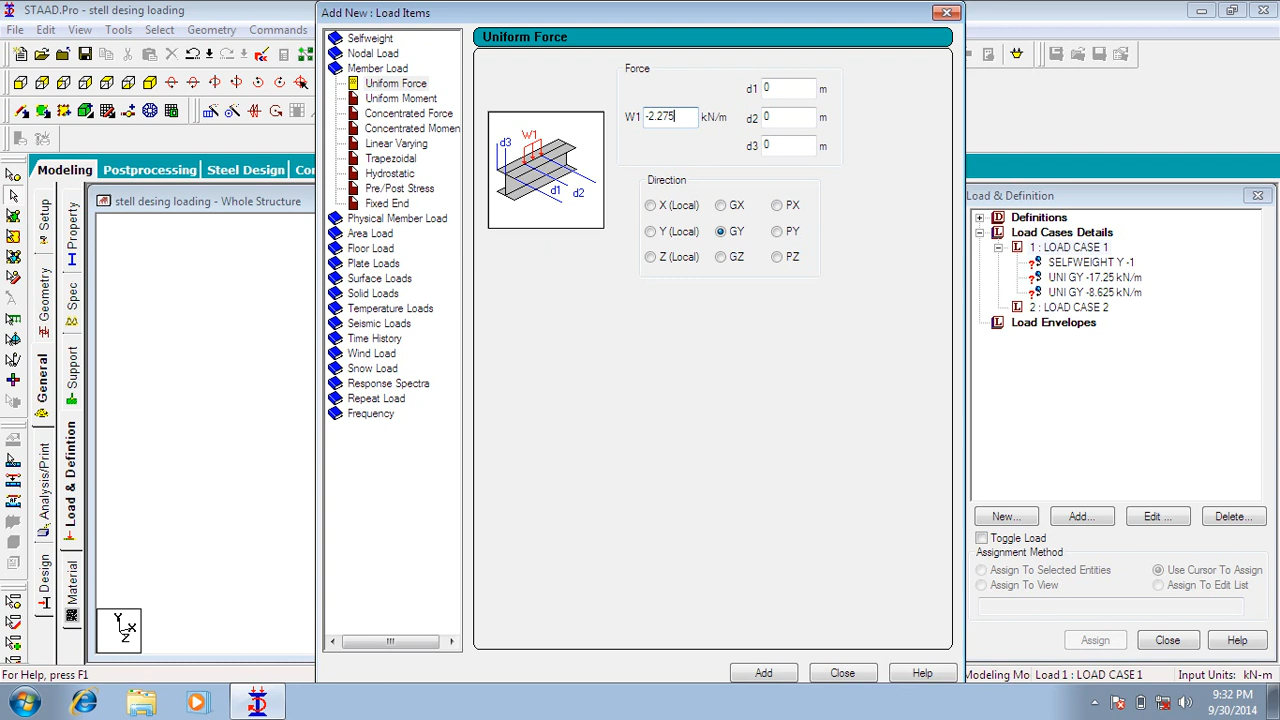 STAAD.Pro - stell desing loading
Add New : Load Items
File Edit View Tools Select Geometry Commands
Selfweight
Nodal Load
Member Load
Uniform Force
Uniform Moment
Concentrated Force
Concentrated Momen
Linear Varying
Trapezoidal
Hydrostatic
Pre/Post Stress
Fixed End
Physical Member Load
Area Load
Floor Load
Plate Loads
Surface Loads
Solid Loads
Temperature Loads
Seismic Loads
Time History
Wind Load
Snow Load
Response Spectra
Repeat Load
Frequency
Uniform Force
Force
d1 0 m
W1 -2.275 kN/m d2 0 m
d3 0 m
W1
d3
d1
d2
Direction
X (Local) GX PX
Y (Local) GY PY
Z (Local) GZ PZ
Add Close Help
Modeling Postprocessing Steel Design Co
stell desing loading - Whole Structure
Setup
Geometry
General
Analysis/Print
Design
Property
Spec
Support
Load & Definition
Material
Y
X
Z
Load & Definition
Definitions
Load Cases Details
1 : LOAD CASE 1
SELFWEIGHT Y -1
UNI GY -17.25 kN/m
UNI GY -8.625 kN/m
2 : LOAD CASE 2
Load Envelopes
New... Add... Edit ... Delete...
Toggle Load
Assignment Method
Assign To Selected Entities Use Cursor To Assign
Assign To View Assign To Edit List
Assign Close Help
For Help, press F1
Modeling Mo Load 1 : LOAD CASE 1 Input Units: kN-m
9:32 PM
9/30/2014